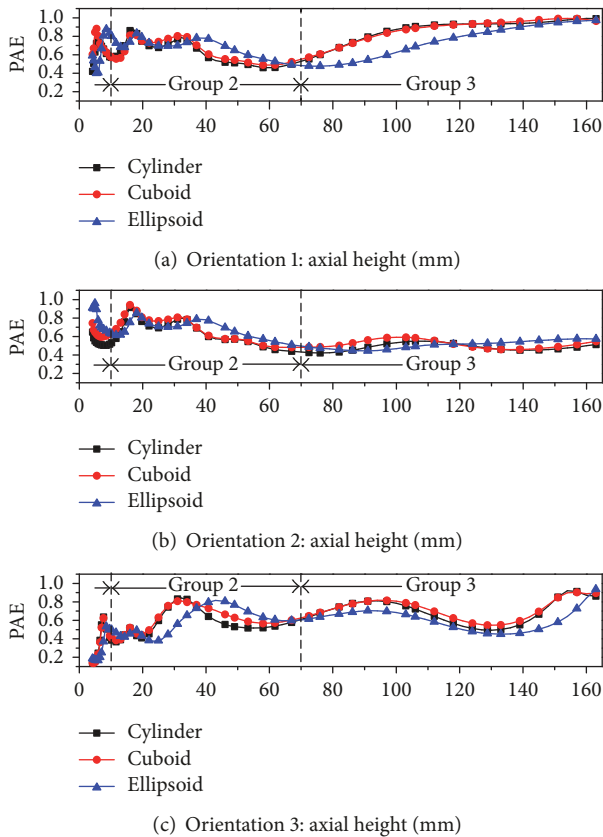 PAE
1.0
0.8
0.6
0.4
0.2
Group 2
Group 3
0 20 40 60 80 100 120 140 160
Cylinder
Cuboid
Ellipsoid
(a) Orientation 1: axial height (mm)
PAE
1.0
0.8
0.6
0.4
0.2
Group 2
Group 3
0 20 40 60 80 100 120 140 160
Cylinder
Cuboid
Ellipsoid
(b) Orientation 2: axial height (mm)
PAE
1.0
0.8
0.6
0.4
0.2
Group 2
Group 3
0 20 40 60 80 100 120 140 160
Cylinder
Cuboid
Ellipsoid
(c) Orientation 3: axial height (mm)